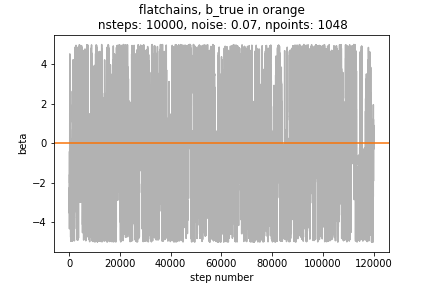 flatchains, b_true in orange
nsteps: 10000, noise: 0.07, npoints: 1048
4
2
0
−2
−4
beta
0 20000 40000 60000 80000 100000 120000
step number